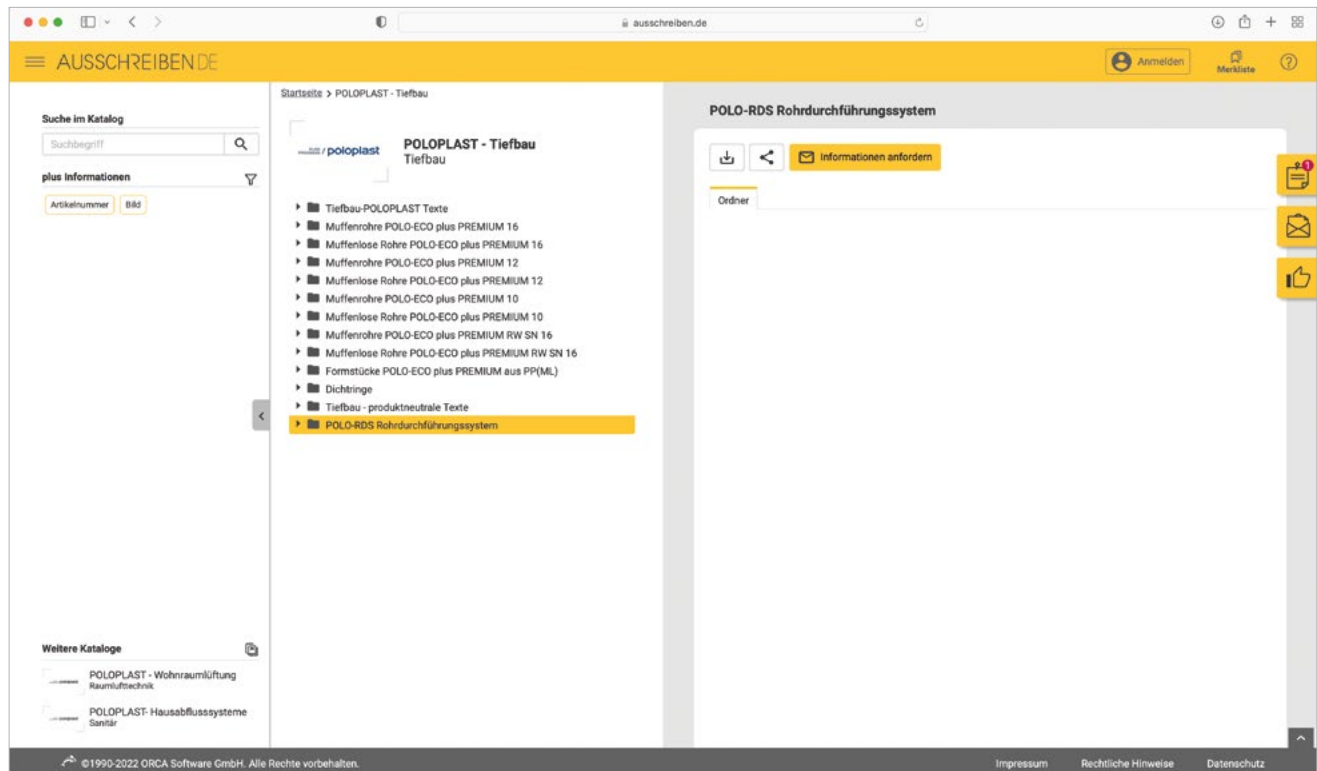 ausschreiben.de
AUSSCHREIBEN.DE
Anmelden
Merkliste
Suche im Katalog
Suchbegriff
plus Informationen
Artikelnummer
Bild
Startseite > POLOPLAST - Tiefbau
poloplast
POLOPLAST - Tiefbau
Tiefbau
Tiefbau-POLOPLAST Texte
Muffenrohre POLO-ECO plus PREMIUM 16
Muffenlose Rohre POLO-ECO plus PREMIUM 16
Muffenrohre POLO-ECO plus PREMIUM 12
Muffenlose Rohre POLO-ECO plus PREMIUM 12
Muffenrohre POLO-ECO plus PREMIUM 10
Muffenlose Rohre POLO-ECO plus PREMIUM 10
Muffenrohre POLO-ECO plus PREMIUM RW SN 16
Muffenlose Rohre POLO-ECO plus PREMIUM RW SN 16
Formstücke POLO-ECO plus PREMIUM aus PP(ML)
Dichtringe
Tiefbau - produktneutrale Texte
POLO-RDS Rohrdurchführungssystem
POLO-RDS Rohrdurchführungssystem
Informationen anfordern
Ordner
1
Weitere Kataloge
POLOPLAST - Wohnraumlüftung
Raumlufttechnik
POLOPLAST- Hausabflusssysteme
Sanitär
©1990-2022 ORCA Software GmbH. Alle Rechte vorbehalten.
Impressum
Rechtliche Hinweise
Datenschutz